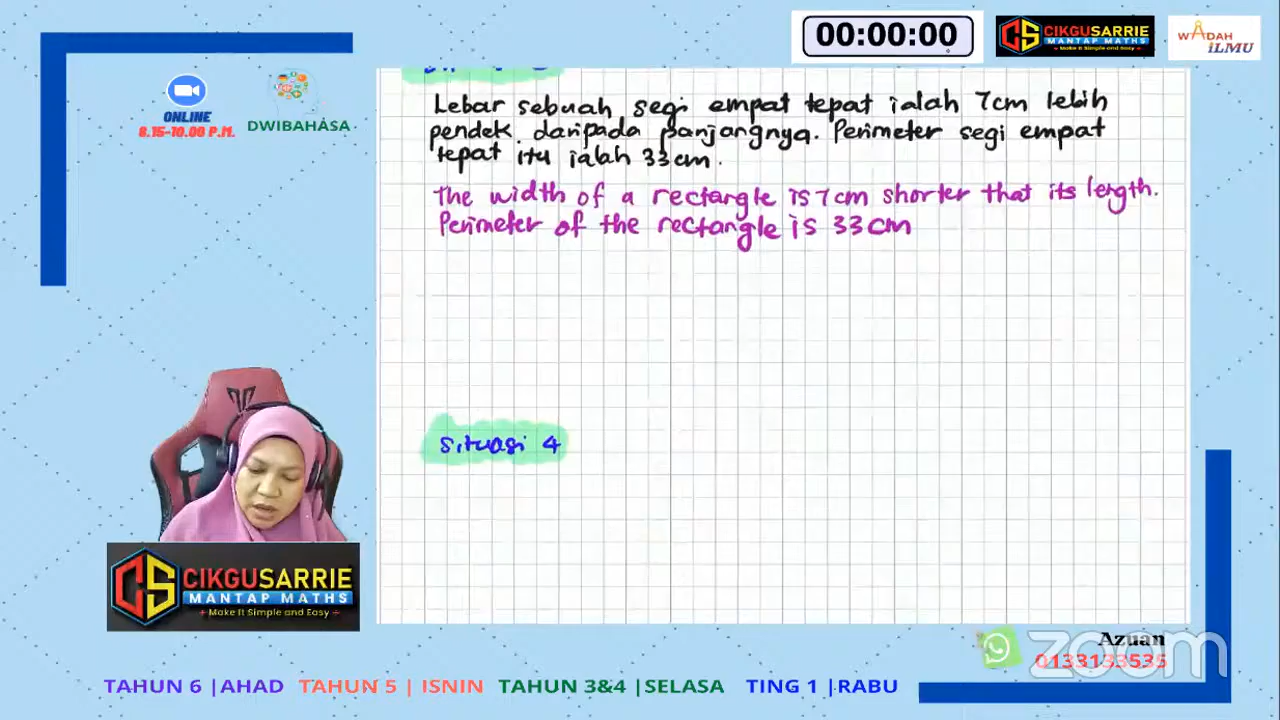 00:00:00
CS CIKGUSARRIE
MANTAP MATHS
Make It Simple and Easy
WADAH
iLMU
ONLINE
8.15-10.00 P.M.
DWIBAHASA
Lebar sebuah segi empat tepat ialah 7cm lebih
pendek daripada panjangnya. Perimeter segi empat
tepat itu ialah 33cm.
The width of a rectangle is 7cm shorter that its length.
Perimeter of the rectangle is 33cm
Situasi 4
CS CIKGUSARRIE
MANTAP MATHS
Make It Simple and Easy
Azuan
zoom
0133133535
TAHUN 6 | AHAD TAHUN 5 | ISNIN TAHUN 3&4 | SELASA TING 1 | RABU